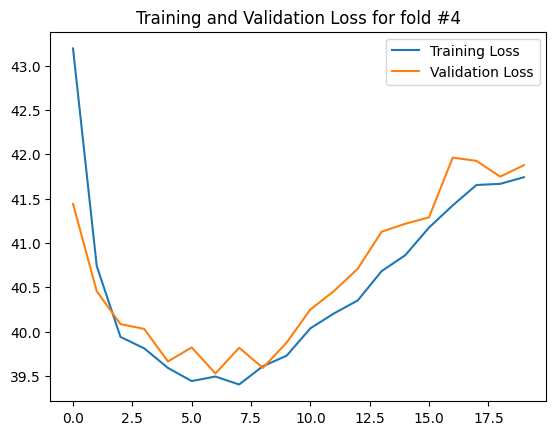 Training and Validation Loss for fold #4
Training Loss
Validation Loss
43.0
42.5
42.0
41.5
41.0
40.5
40.0
39.5
0.0 2.5 5.0 7.5 10.0 12.5 15.0 17.5